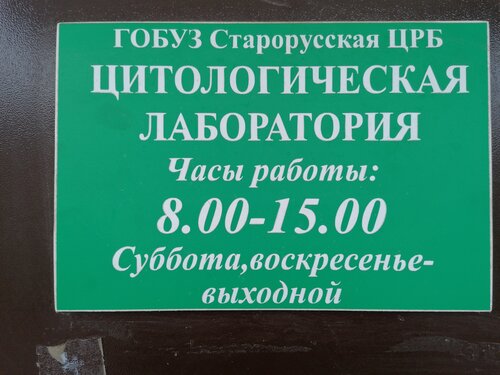 ГОБУЗ Старорусская ЦРБ
ЦИТОЛОГИЧЕСКАЯ
ЛАБОРАТОРИЯ
Часы работы:
8.00-15.00
Суббота,воскресенье-
выходной